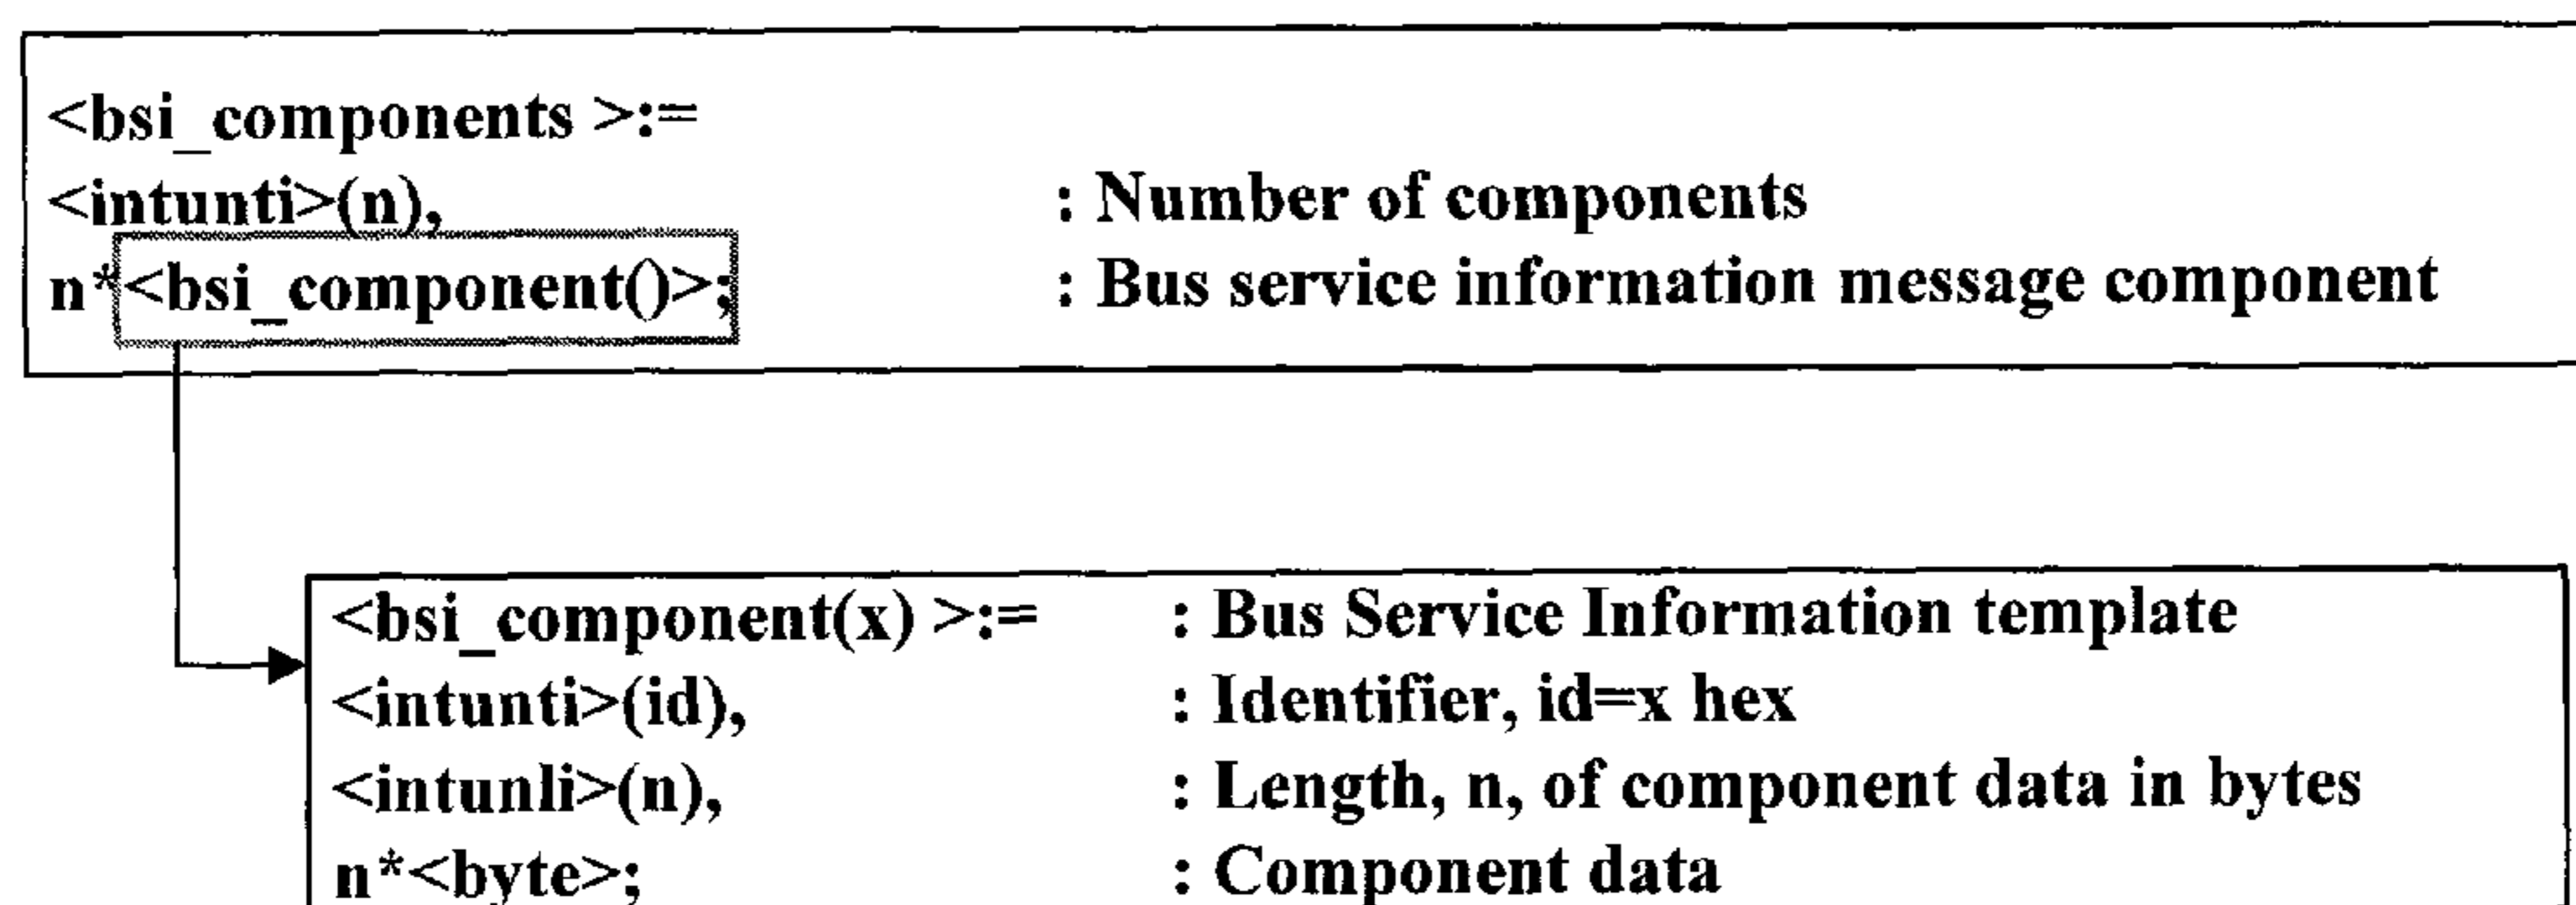 <bsi_components >:=
<intunti>(n), : Number of components
n*<bsi_component()>; : Bus service information message component
<bsi_component(x) >:= : Bus Service Information template
<intunti>(id), : Identifier, id=x hex
<intunli>(n), : Length, n, of component data in bytes
n*<byte>; : Component data